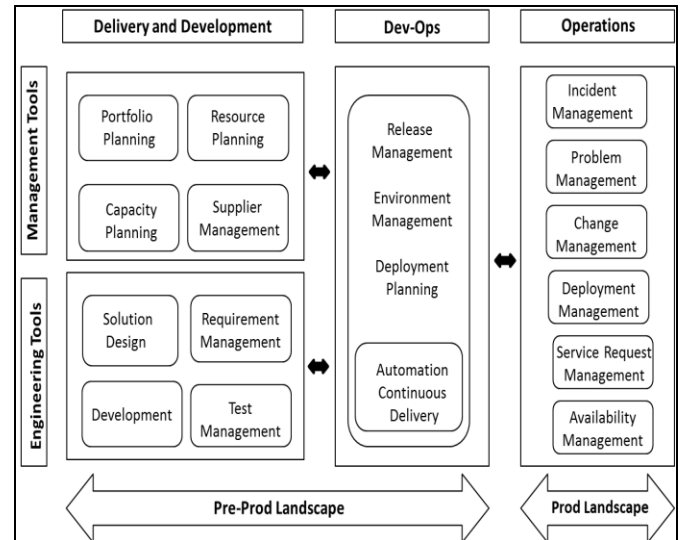 Delivery and Development
Dev-Ops
Operations
Management Tools
Portfolio
Planning
Resource
Planning
Capacity
Planning
Supplier
Management
Engineering Tools
Solution
Design
Requirement
Management
Development
Test
Management
Release
Management
Environment
Management
Deployment
Planning
Automation
Continuous
Delivery
Incident
Management
Problem
Management
Change
Management
Deployment
Management
Service Request
Management
Availability
Management
Pre-Prod Landscape
Prod Landscape